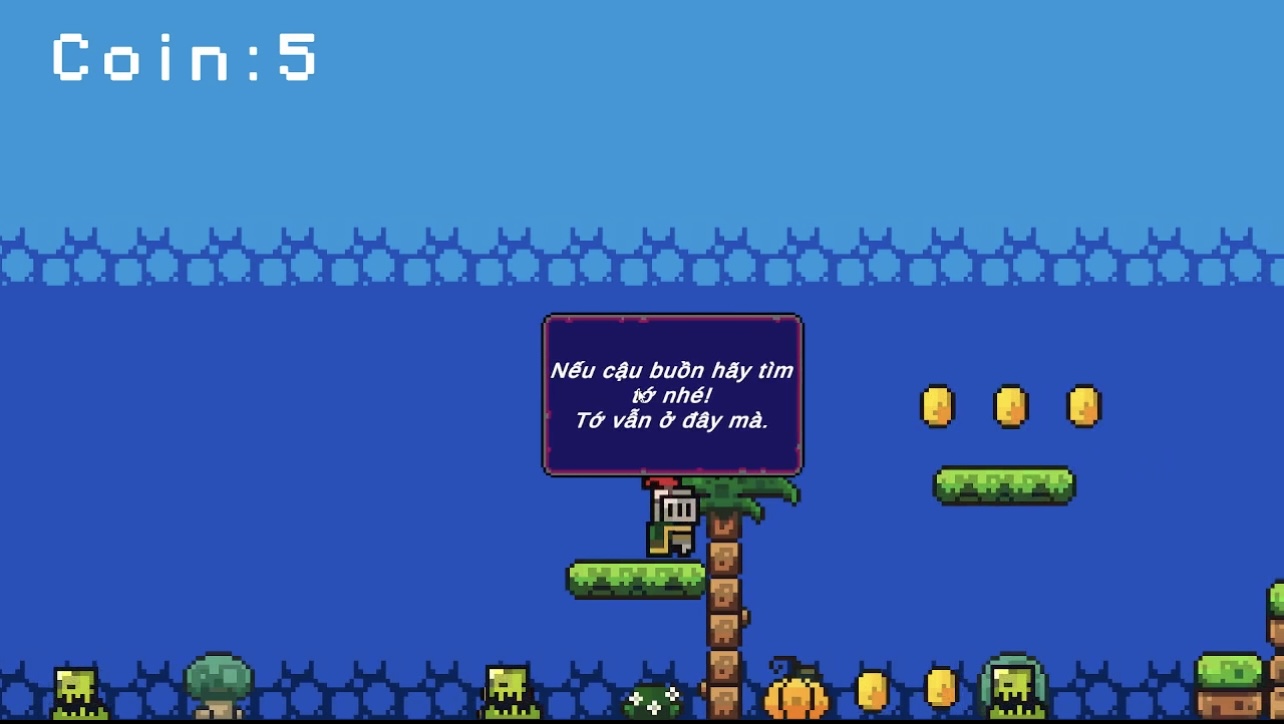 Coin:5
Nếu cậu buồn hãy tìm
tớ nhé!
Tớ vẫn ở đây mà.